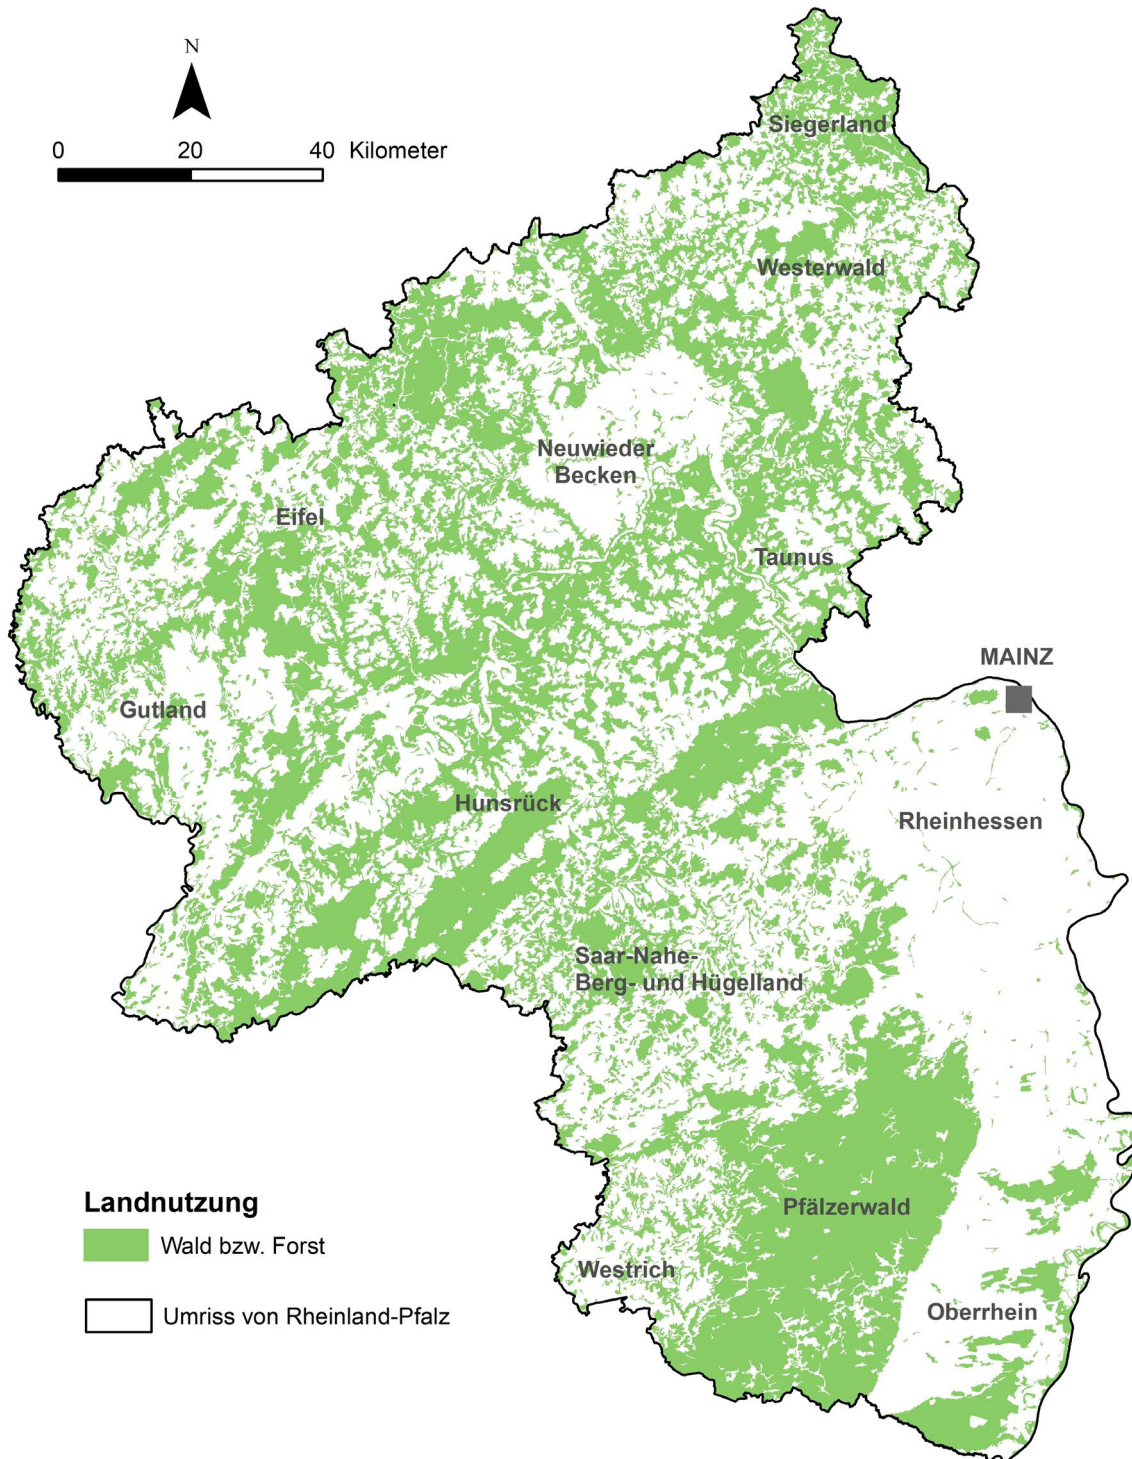 N
0 20 40 Kilometer
Siegerland
Westerwald
Neuwieder
Becken
Eifel
Taunus
MAINZ
Gutland
Hunsrück
Rheinhessen
Saar-Nahe-
Berg- und Hügelland
Landnutzung
Wald bzw. Forst
Umriss von Rheinland-Pfalz
Pfälzerwald
Westrich
Oberrhein